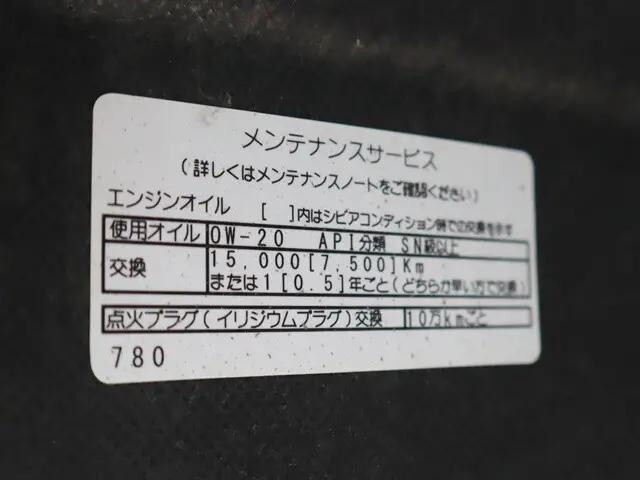 メンテナンスサービス
(詳しくはメンテナンスノートをご確認ください)
エンジンオイル [ ]内はシビアコンディション時での交換を示す
使用オイル 0W-20 API分類 SN級以上
交換 15,000[7,500]Km
または1[0.5]年ごと(どちらか早い方で交換)
点火プラグ(イリジウムプラグ)交換 10万kmごと
780